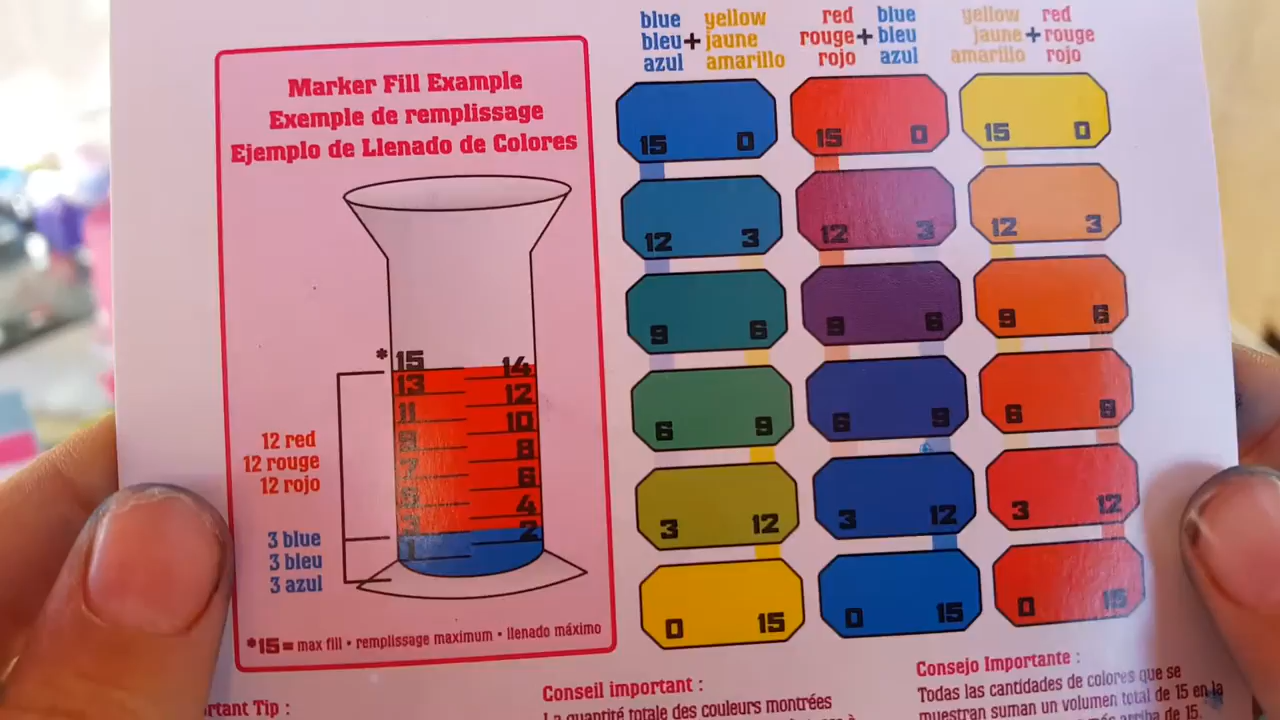 Marker Fill Example
Exemple de remplissage
Ejemplo de Llenado de Colores
* 15
14
13
12
11
10
9
8
7
6
5
4
3
2
1
12 red
12 rouge
12 rojo
3 blue
3 bleu
3 azul
*15 = max fill • remplissage maximum • llenado máximo
blue yellow
bleu + jaune
azul amarillo
15 0
12 3
9 6
6 9
3 12
0 15
red blue
rouge + bleu
rojo azul
15 0
12 3
9 6
6 9
3 12
0 15
yellow red
jaune + rouge
amarillo rojo
15 0
12 3
9 6
6 9
3 12
0 15
Tip :
Conseil important :
La quantité totale des couleurs montrées
Consejo Importante :
Todas las cantidades de colores que se
muestran suman un volumen total de 15 en la
arriba de 15.